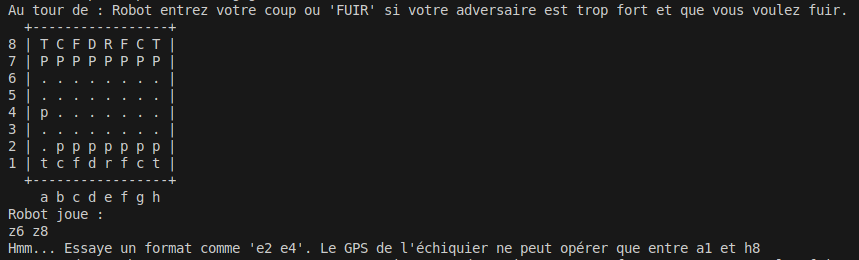 Au tour de : Robot entrez votre coup ou 'FUIR' si votre adversaire est trop fort et que vous voulez fuir.
  +-----------------+
8 | T C F D R F C T |
7 | P P P P P P P P |
6 | . . . . . . . . |
5 | . . . . . . . . |
4 | p . . . . . . . |
3 | . . . . . . . . |
2 | . p p p p p p p |
1 | t c f d r f c t |
  +-----------------+
    a b c d e f g h
Robot joue :
z6 z8
Hmm... Essaye un format comme 'e2 e4'. Le GPS de l'échiquier ne peut opérer que entre a1 et h8